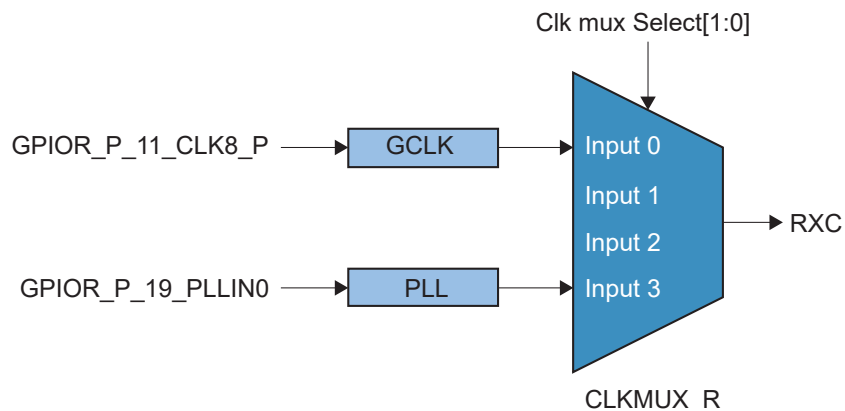 Clk mux Select[1:0]
GPIOR_P_11_CLK8_P
GCLK
Input 0
Input 1
Input 2
RXC
GPIOR_P_19_PLLIN0
PLL
Input 3
CLKMUX_R